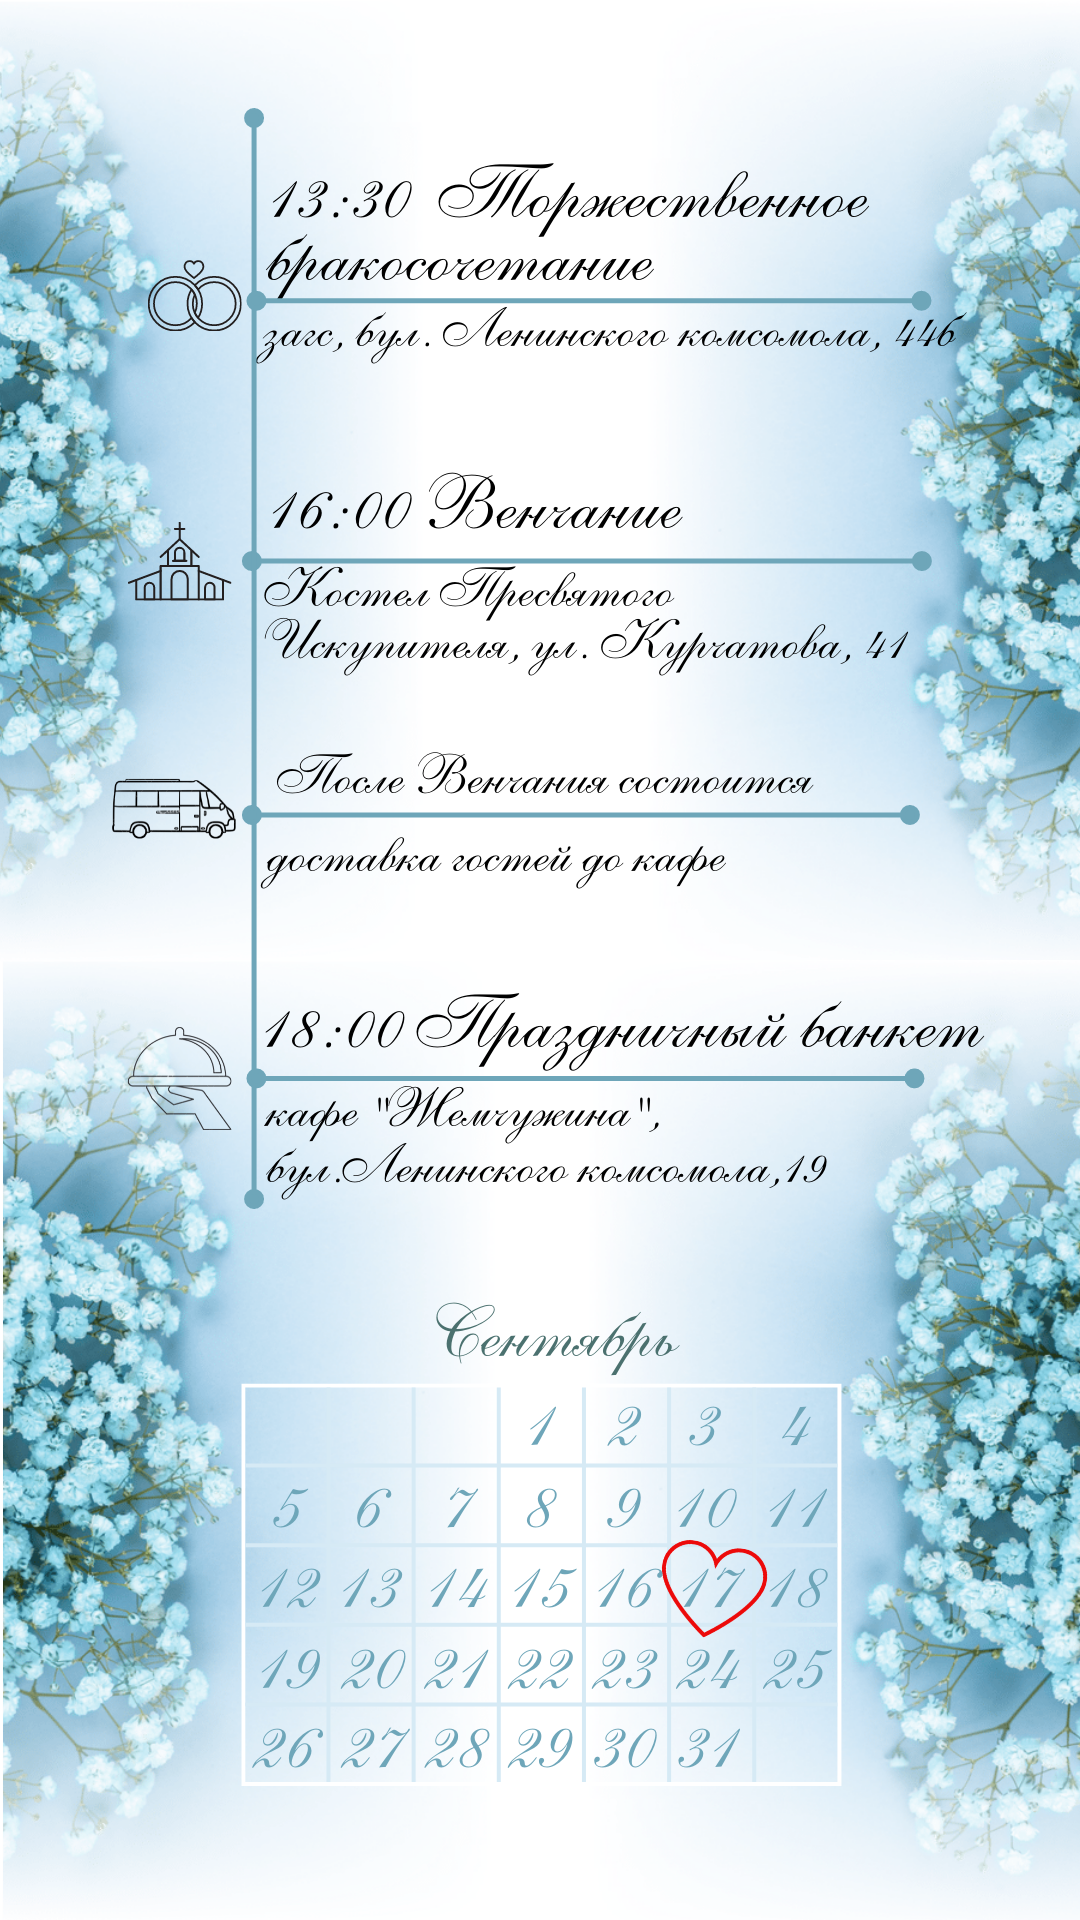 13:30 Торжественное
бракосочетание
загс, бул. Ленинского комсомола, 44б
16:00 Венчание
Костел Пресвятого
Искупителя, ул. Курчатова, 41
После Венчания состоится
доставка гостей до кафе
18:00 Праздничный банкет
кафе "Жемчужина",
бул.Ленинского комсомола,19
Сентябрь
1 2 3 4
5 6 7 8 9 10 11
12 13 14 15 16 17 18
19 20 21 22 23 24 25
26 27 28 29 30 31